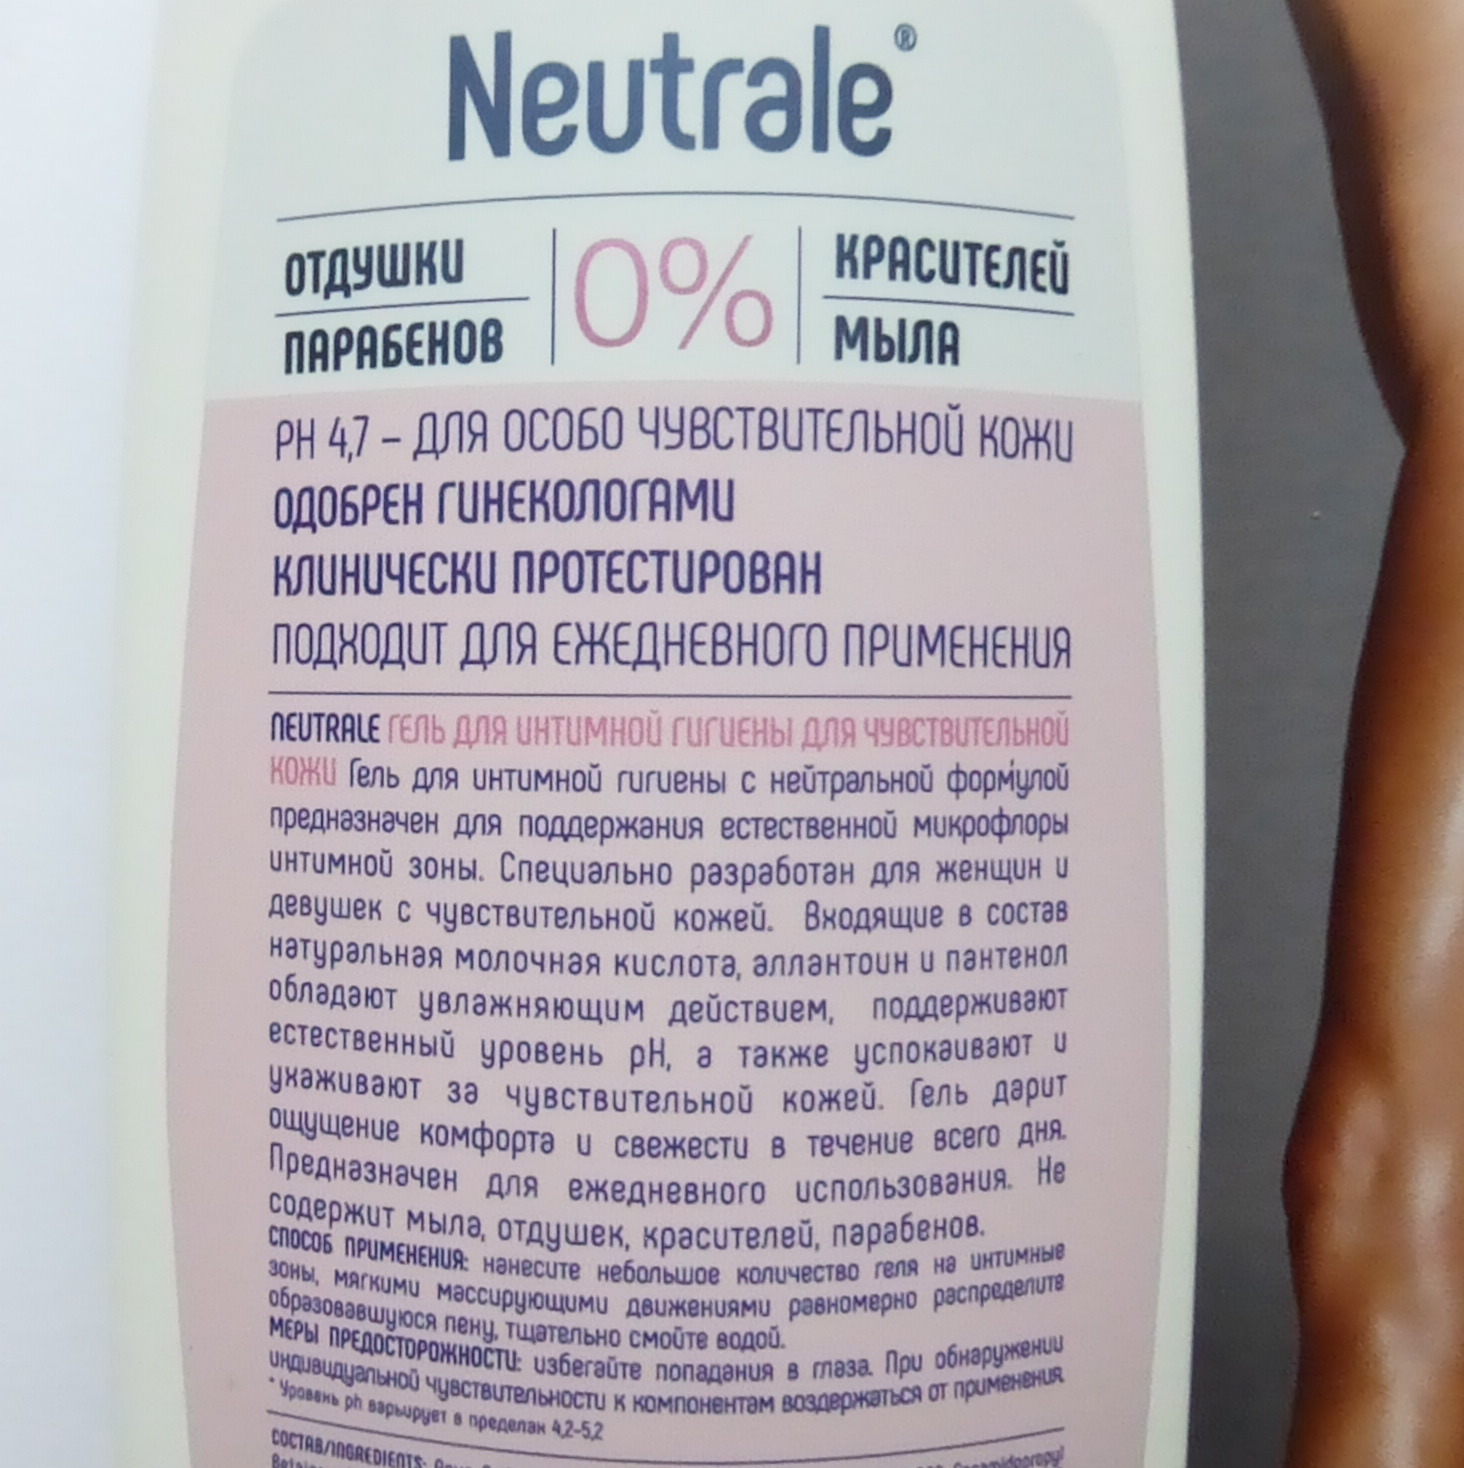 Neutrale®
ОТДУШКИ
ПАРАБЕНОВ
0%
КРАСИТЕЛЕЙ
МЫЛА
PH 4,7 – ДЛЯ ОСОБО ЧУВСТВИТЕЛЬНОЙ КОЖИ
ОДОБРЕН ГИНЕКОЛОГАМИ
КЛИНИЧЕСКИ ПРОТЕСТИРОВАН
ПОДХОДИТ ДЛЯ ЕЖЕДНЕВНОГО ПРИМЕНЕНИЯ
NEUTRALE ГЕЛЬ ДЛЯ ИНТИМНОЙ ГИГИЕНЫ ДЛЯ ЧУВСТВИТЕЛЬНОЙ
КОЖИ Гель для интимной гигиены с нейтральной формулой
предназначен для поддержания естественной микрофлоры
интимной зоны. Специально разработан для женщин и
девушек с чувствительной кожей. Входящие в состав
натуральная молочная кислота, аллантоин и пантенол
обладают увлажняющим действием, поддерживают
естественный уровень pH, а также успокаивают и
ухаживают за чувствительной кожей. Гель дарит
ощущение комфорта и свежести в течение всего дня.
Предназначен для ежедневного использования. Не
содержит мыла, отдушек, красителей, парабенов.
СПОСОБ ПРИМЕНЕНИЯ: нанесите небольшое количество геля на интимные
зоны, мягкими массирующими движениями равномерно распределите
образовавшуюся пену, тщательно смойте водой.
МЕРЫ ПРЕДОСТОРОЖНОСТИ: избегайте попадания в глаза. При обнаружении
индивидуальной чувствительности к компонентам воздержаться от применения.
* Уровень ph варьирует в пределах 4,2-5,2
СОСТАВ/INGREDIENTS: